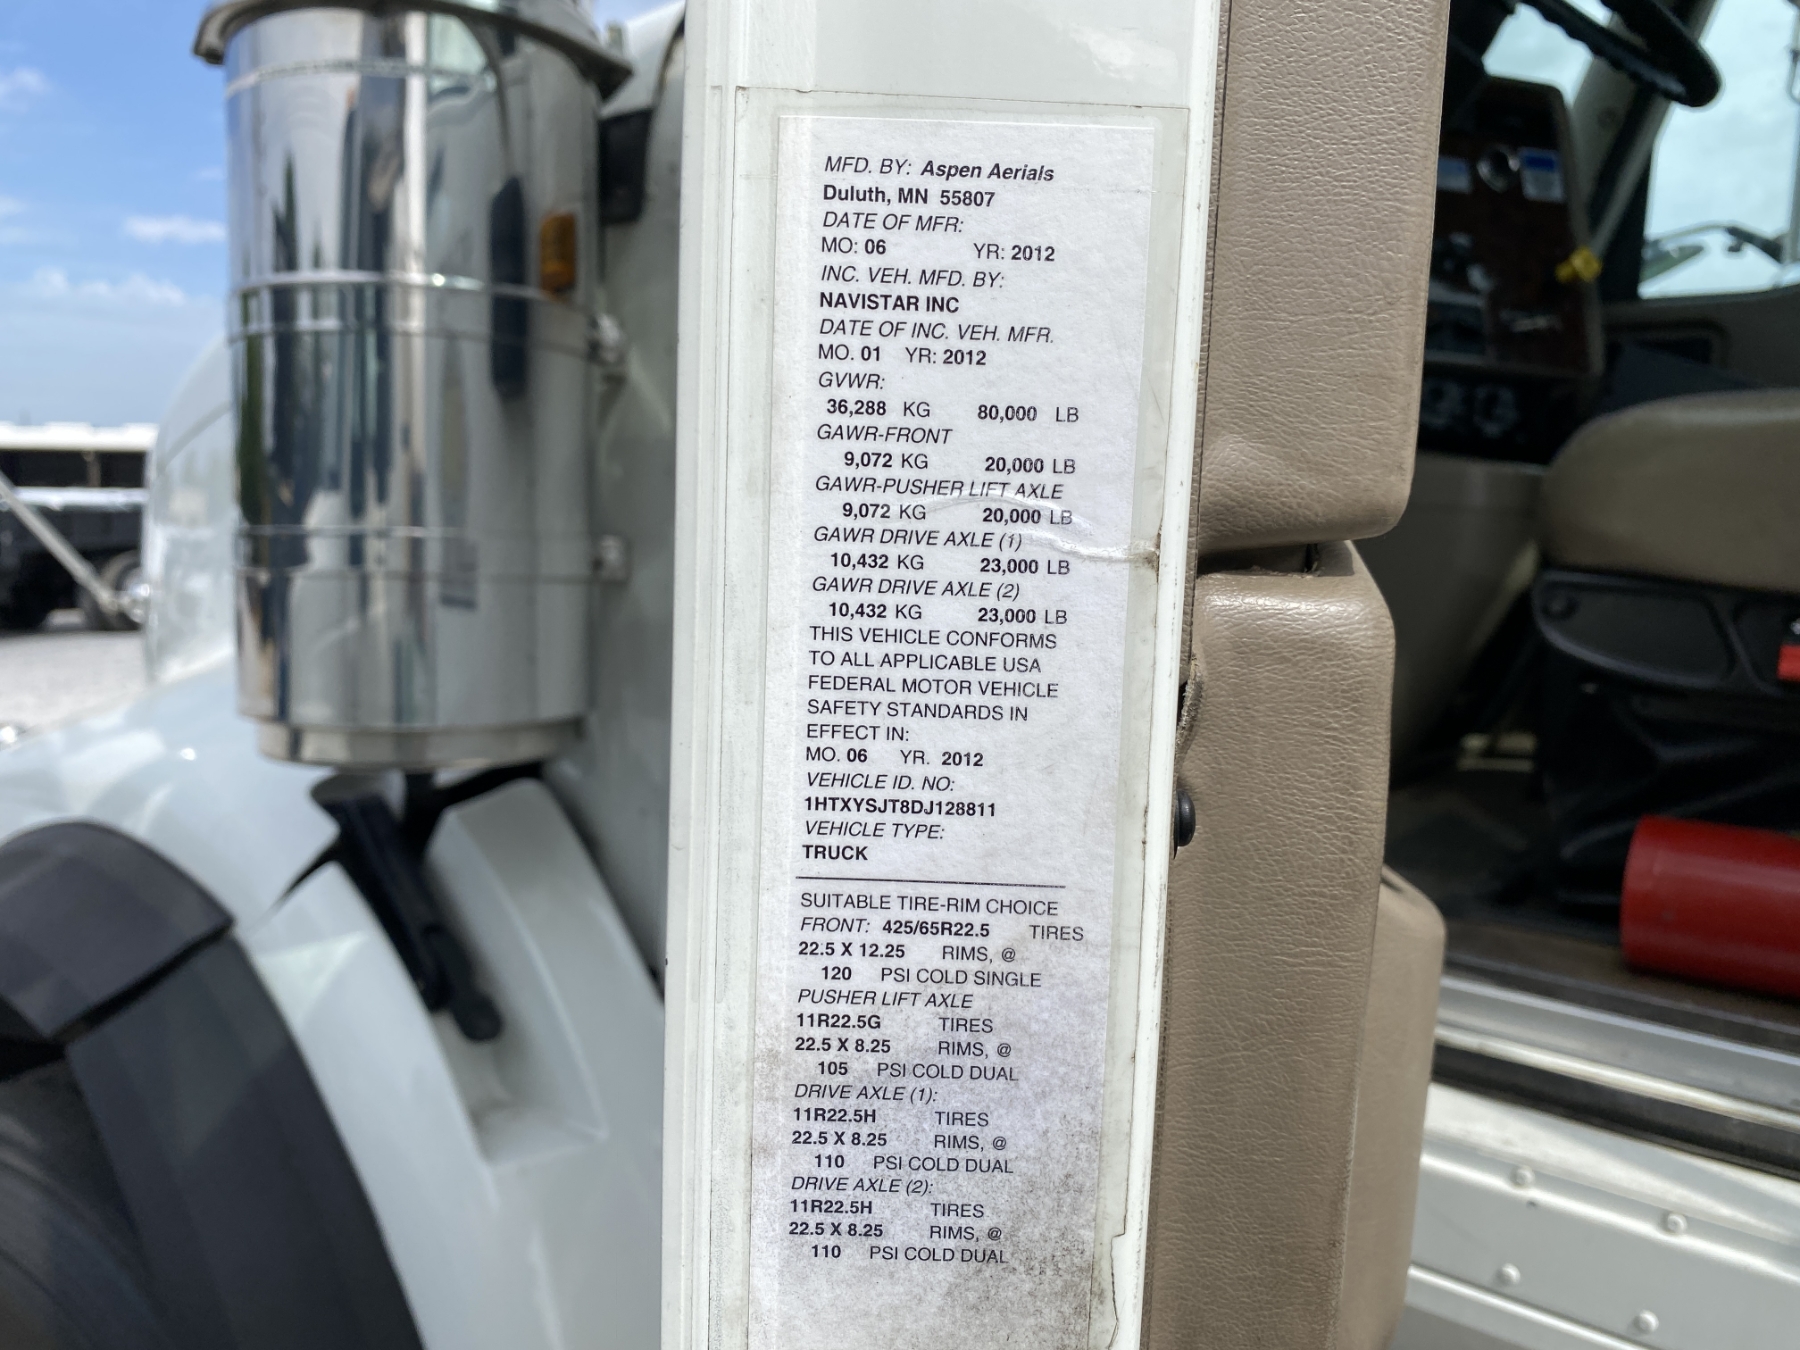 MFD. BY: Aspen Aerials
Duluth, MN 55807
DATE OF MFR:
MO: 06 YR: 2012
INC. VEH. MFD. BY:
NAVISTAR INC
DATE OF INC. VEH. MFR.
MO. 01 YR: 2012
GVWR:
36,288 KG 80,000 LB
GAWR-FRONT
9,072 KG 20,000 LB
GAWR-PUSHER LIFT AXLE
9,072 KG 20,000 LB
GAWR DRIVE AXLE (1)
10,432 KG 23,000 LB
GAWR DRIVE AXLE (2)
10,432 KG 23,000 LB
THIS VEHICLE CONFORMS
TO ALL APPLICABLE USA
FEDERAL MOTOR VEHICLE
SAFETY STANDARDS IN
EFFECT IN:
MO. 06 YR. 2012
VEHICLE ID. NO:
1HTXYSJT8DJ128811
VEHICLE TYPE:
TRUCK
SUITABLE TIRE-RIM CHOICE
FRONT: 425/65R22.5 TIRES
22.5 X 12.25 RIMS, @
120 PSI COLD SINGLE
PUSHER LIFT AXLE
11R22.5G TIRES
22.5 X 8.25 RIMS, @
105 PSI COLD DUAL
DRIVE AXLE (1):
11R22.5H TIRES
22.5 X 8.25 RIMS, @
110 PSI COLD DUAL
DRIVE AXLE (2):
11R22.5H TIRES
22.5 X 8.25 RIMS, @
110 PSI COLD DUAL